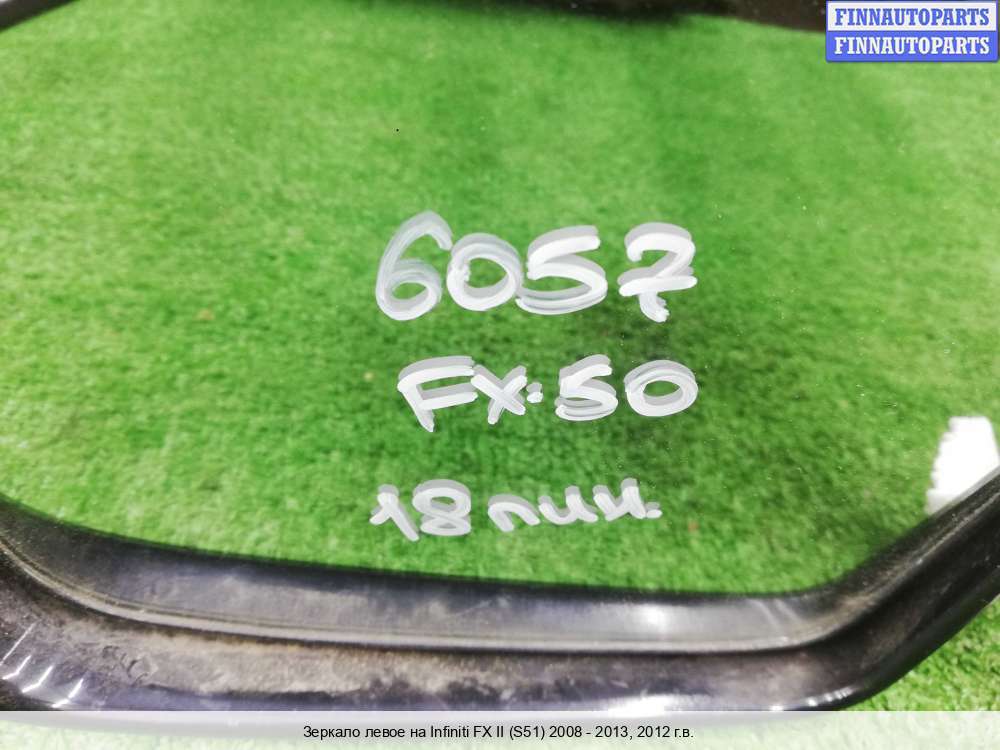 FINNAUTOPARTS
FINNAUTOPARTS
6057
FX:50
18 пин.
Зеркало левое на Infiniti FX II (S51) 2008 - 2013, 2012 г.в.